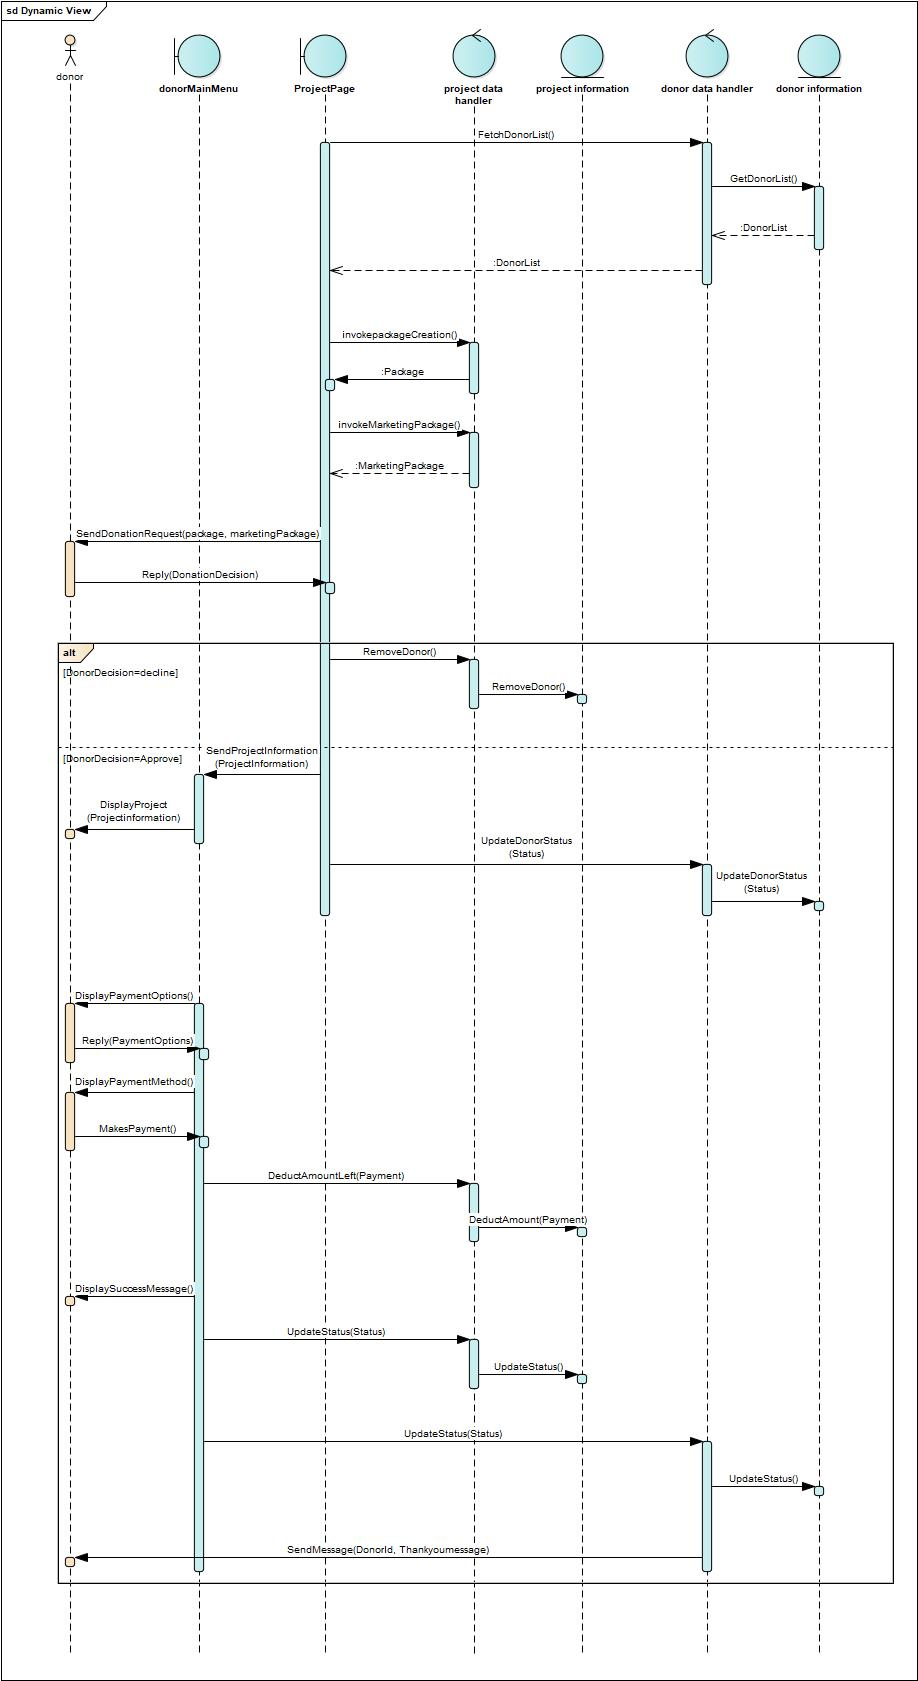 sd Dynamic View
donor
donorMainMenu
ProjectPage
project data
handler
project information
donor data handler
donor information
FetchDonorList()
GetDonorList()
:DonorList
:DonorList
invokepackageCreation()
:Package
invokeMarketingPackage()
:MarketingPackage
SendDonationRequest(package, marketingPackage)
Reply(DonationDecision)
alt
RemoveDonor()
[DonorDecision=decline]
RemoveDonor()
SendProjectInformation
(ProjectInformation)
[DonorDecision=Approve]
DisplayProject
(Projectinformation)
UpdateDonorStatus
(Status)
UpdateDonorStatus
(Status)
DisplayPaymentOptions()
Reply(PaymentOptions)
DisplayPaymentMethod()
MakesPayment()
DeductAmountLeft(Payment)
DeductAmount(Payment)
DisplaySuccessMessage()
UpdateStatus(Status)
UpdateStatus()
UpdateStatus(Status)
UpdateStatus()
SendMessage(DonorId, Thankyoumessage)